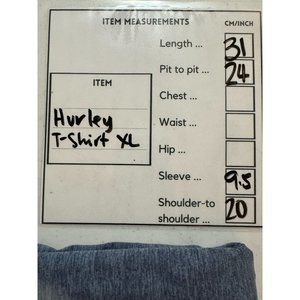 ITEM MEASUREMENTS CM/INCH
Length ... 31
Pit to pit ... 24
ITEM
Chest ...
Hurley
Waist ...
T-Shirt XL
Hip ...
Sleeve ... 9.5
Shoulder-to
shoulder ... 20